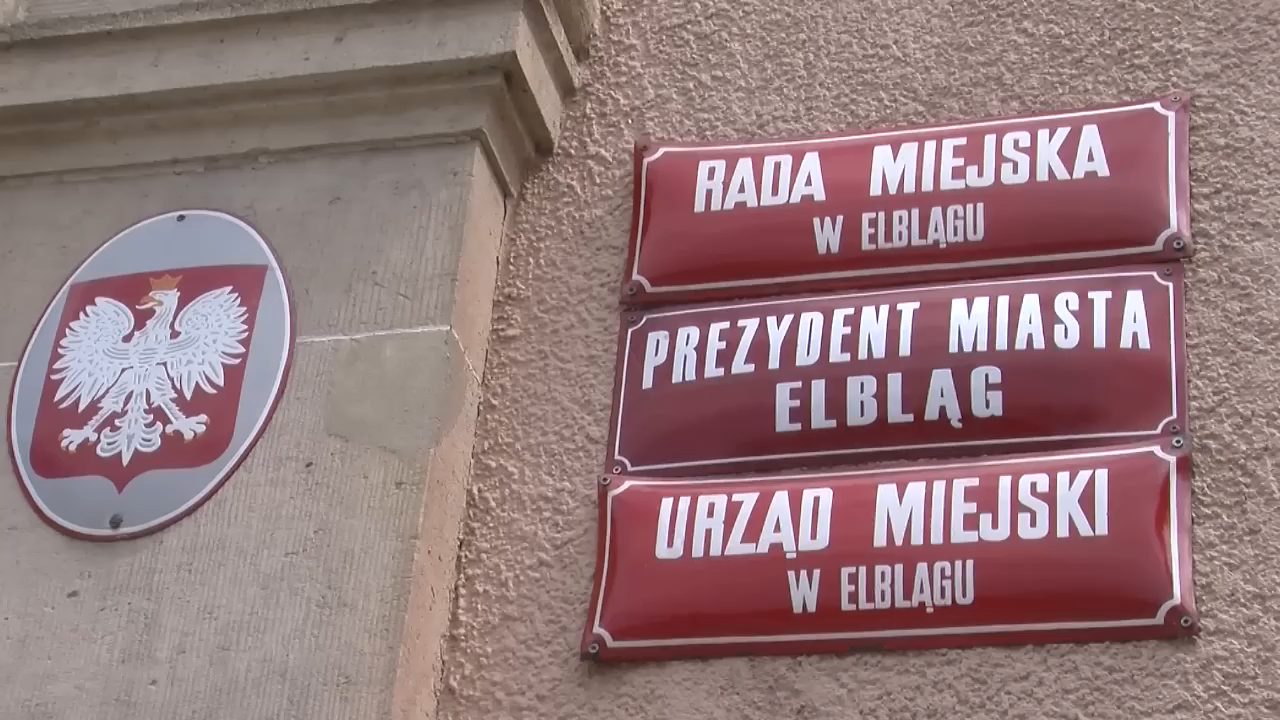 RADA MIEJSKA
W ELBLĄGU
PREZYDENT MIASTA
ELBLĄG
URZĄD MIEJSKI
W ELBLĄGU